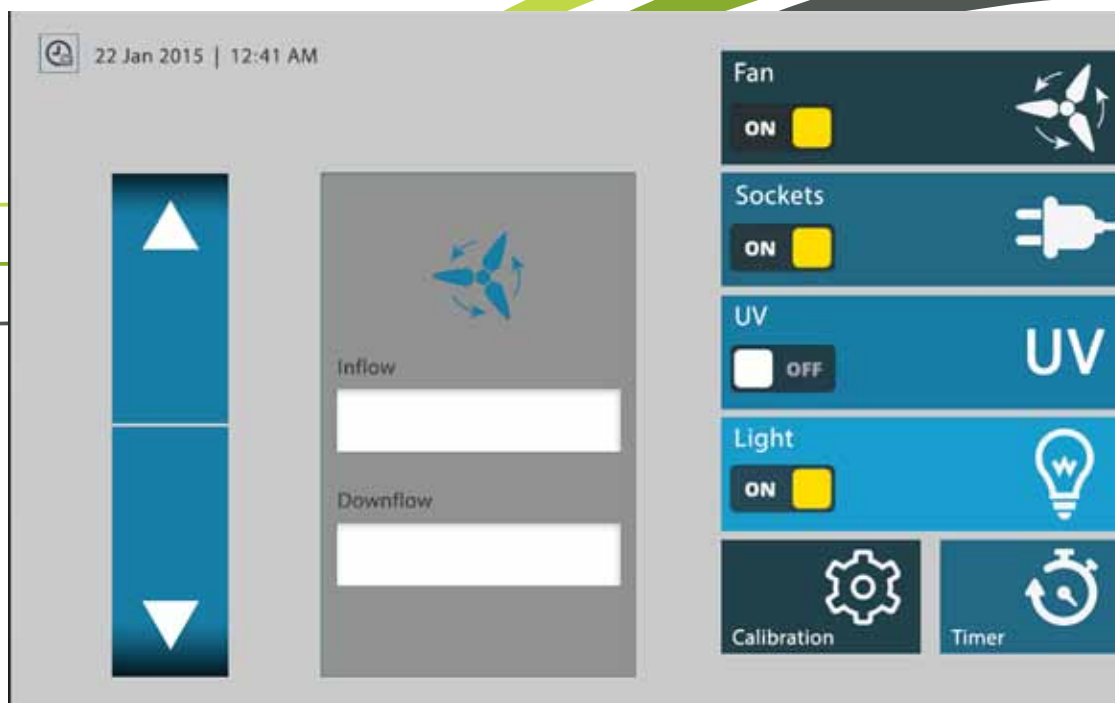 22 Jan 2015 | 12:41 AM
Inflow
Downflow
Fan
ON
Sockets
ON
UV
OFF
UV
Light
ON
Calibration
Timer